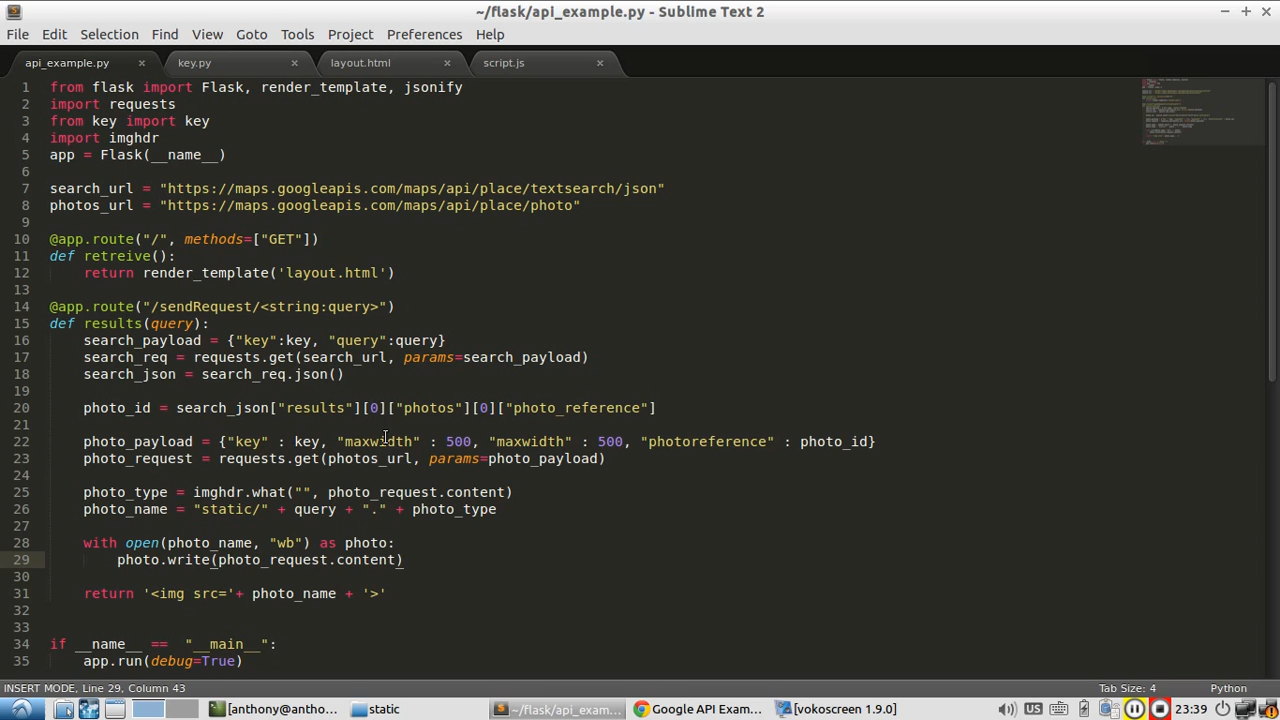 ~/flask/api_example.py - Sublime Text 2
File Edit Selection Find View Goto Tools Project Preferences Help
api_example.py × key.py × layout.html × script.js ×
1 from flask import Flask, render_template, jsonify
2 import requests
3 from key import key
4 import imghdr
5 app = Flask(__name__)
6
7 search_url = "https://maps.googleapis.com/maps/api/place/textsearch/json"
8 photos_url = "https://maps.googleapis.com/maps/api/place/photo"
9
10 @app.route("/", methods=["GET"])
11 def retreive():
12     return render_template('layout.html')
13
14 @app.route("/sendRequest/<string:query>")
15 def results(query):
16     search_payload = {"key":key, "query":query}
17     search_req = requests.get(search_url, params=search_payload)
18     search_json = search_req.json()
19
20     photo_id = search_json["results"][0]["photos"][0]["photo_reference"]
21
22     photo_payload = {"key" : key, "maxwidth" : 500, "maxwidth" : 500, "photoreference" : photo_id}
23     photo_request = requests.get(photos_url, params=photo_payload)
24
25     photo_type = imghdr.what("", photo_request.content)
26     photo_name = "static/" + query + "." + photo_type
27
28     with open(photo_name, "wb") as photo:
29         photo.write(photo_request.content)
30
31     return '<img src='+ photo_name + '>'
32
33
34 if __name__ ==  "__main__":
35     app.run(debug=True)
INSERT MODE, Line 29, Column 43 Tab Size: 4 Python
[anthony@antho... static ~/flask/api_exam... Google API Exam... [vokoscreen 1.9.0] US 23:39